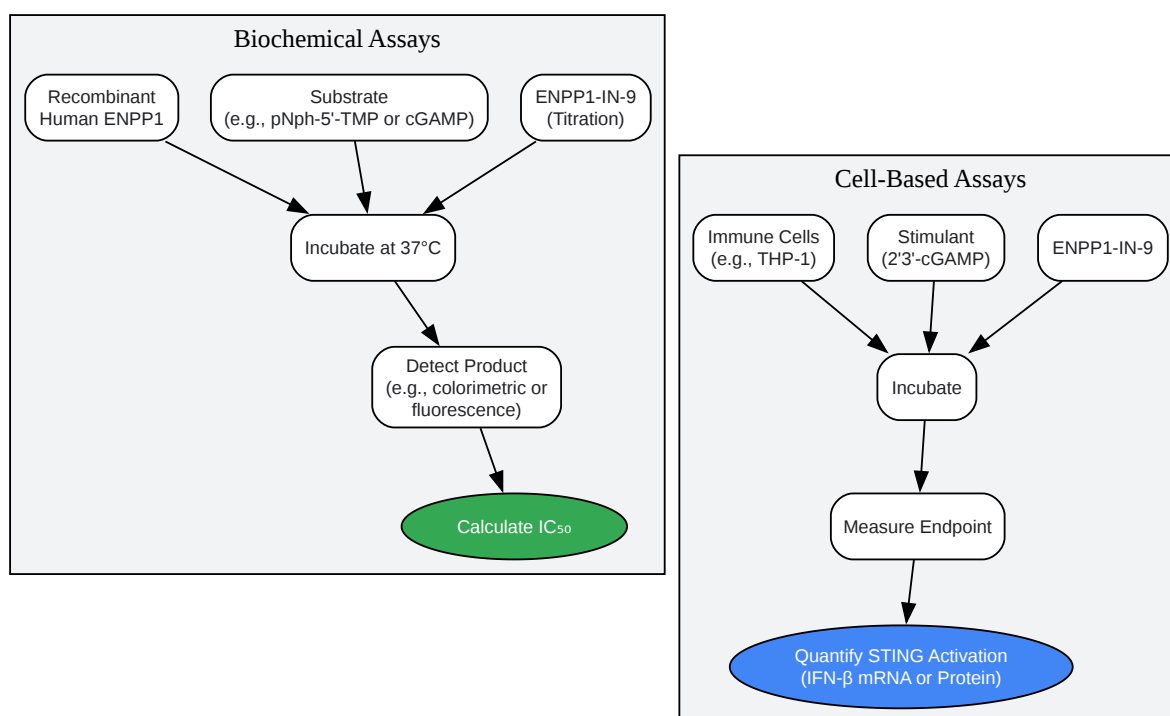 Biochemical Assays
Recombinant
Human ENPP1
Substrate
(e.g., pNph-5'-TMP or cGAMP)
ENPP1-IN-9
(Titration)
Incubate at 37°C
Detect Product
(e.g., colorimetric or
fluorescence)
Calculate IC₅₀
Cell-Based Assays
Immune Cells
(e.g., THP-1)
Stimulant
(2'3'-cGAMP)
ENPP1-IN-9
Incubate
Measure Endpoint
Quantify STING Activation
(IFN-β mRNA or Protein)